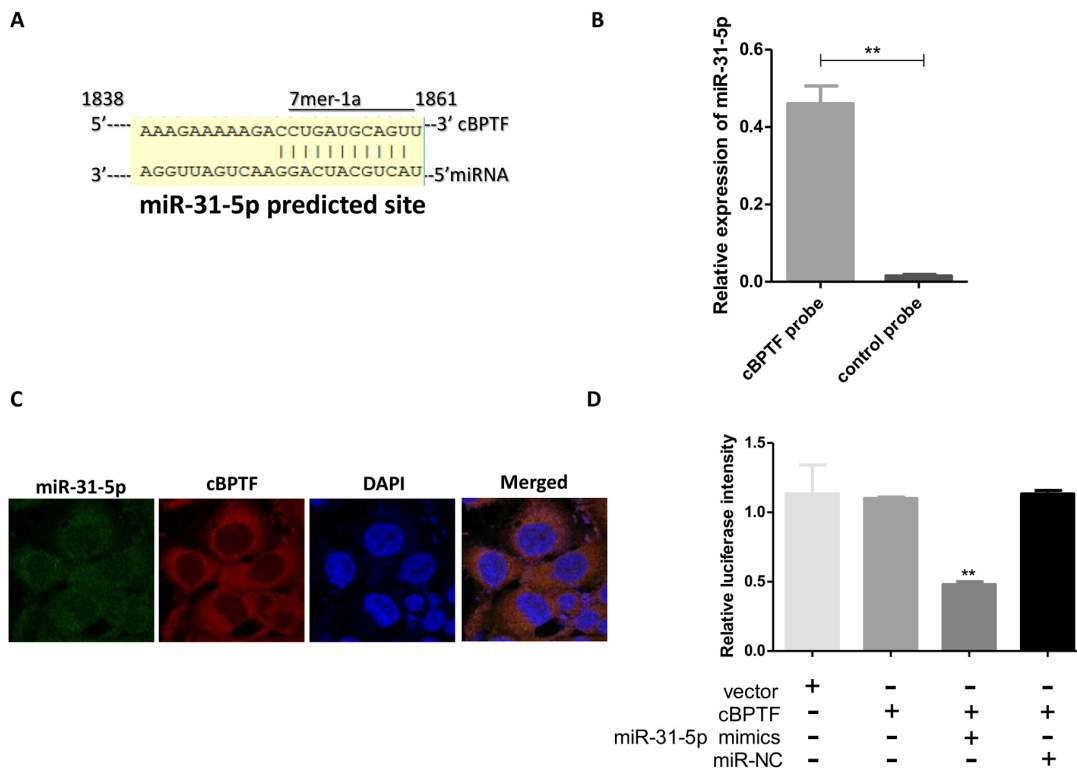 A
1838 7mer-1a 1861
5’---- AAAGAAAAAGACCUGAUGCAGUU --3’ cBPTF
3’---- AGGUUAGUCAAGGACUACGUCAU --5’miRNA
miR-31-5p predicted site
B
Relative expression of miR-31-5p
0.6
**
0.4
0.2
0.0
cBPTF probe
control probe
C
miR-31-5p cBPTF DAPI Merged
D
Relative luciferase intensity
1.5
1.0
**
0.5
0.0
vector + - - -
cBPTF - + + +
miR-31-5p mimics - - + -
miR-NC - - - +